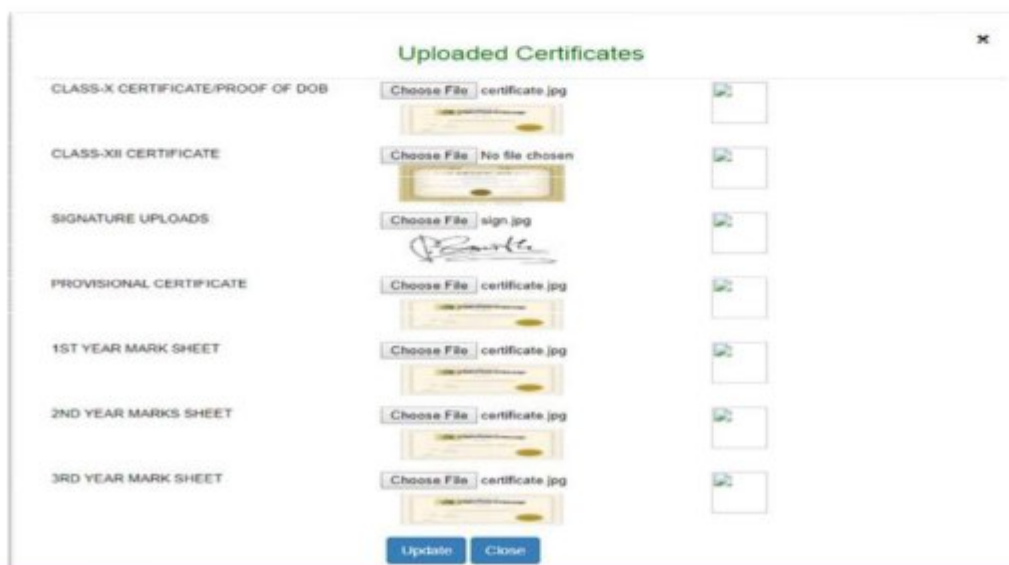 Uploaded Certificates
×
CLASS-X CERTIFICATE/PROOF OF DOB
Choose File certificate.jpg
CLASS-XII CERTIFICATE
Choose File No file chosen
SIGNATURE UPLOADS
Choose File sign.jpg
PROVISIONAL CERTIFICATE
Choose File certificate.jpg
1ST YEAR MARK SHEET
Choose File certificate.jpg
2ND YEAR MARKS SHEET
Choose File certificate.jpg
3RD YEAR MARK SHEET
Choose File certificate.jpg
Update Close